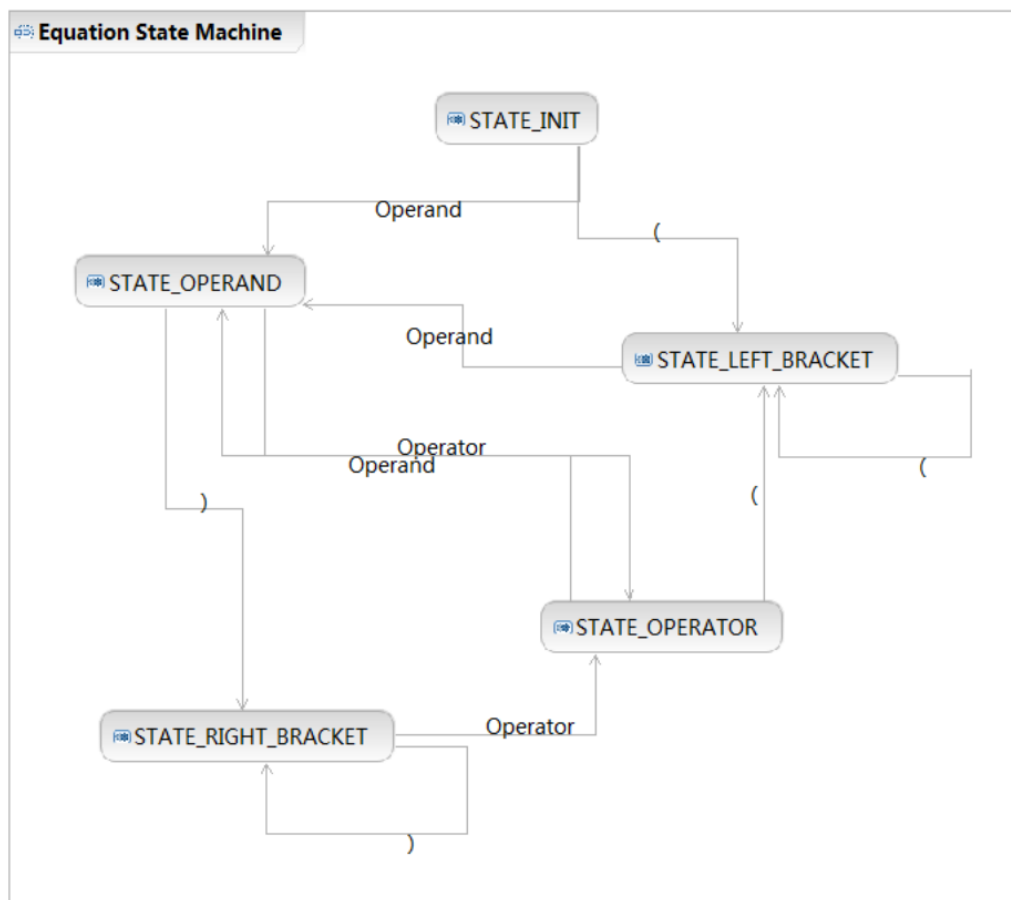 Equation State Machine
STATE_INIT
Operand
(
STATE_OPERAND
Operand
STATE_LEFT_BRACKET
Operator
Operand
(
)
(
STATE_OPERATOR
Operator
STATE_RIGHT_BRACKET
)